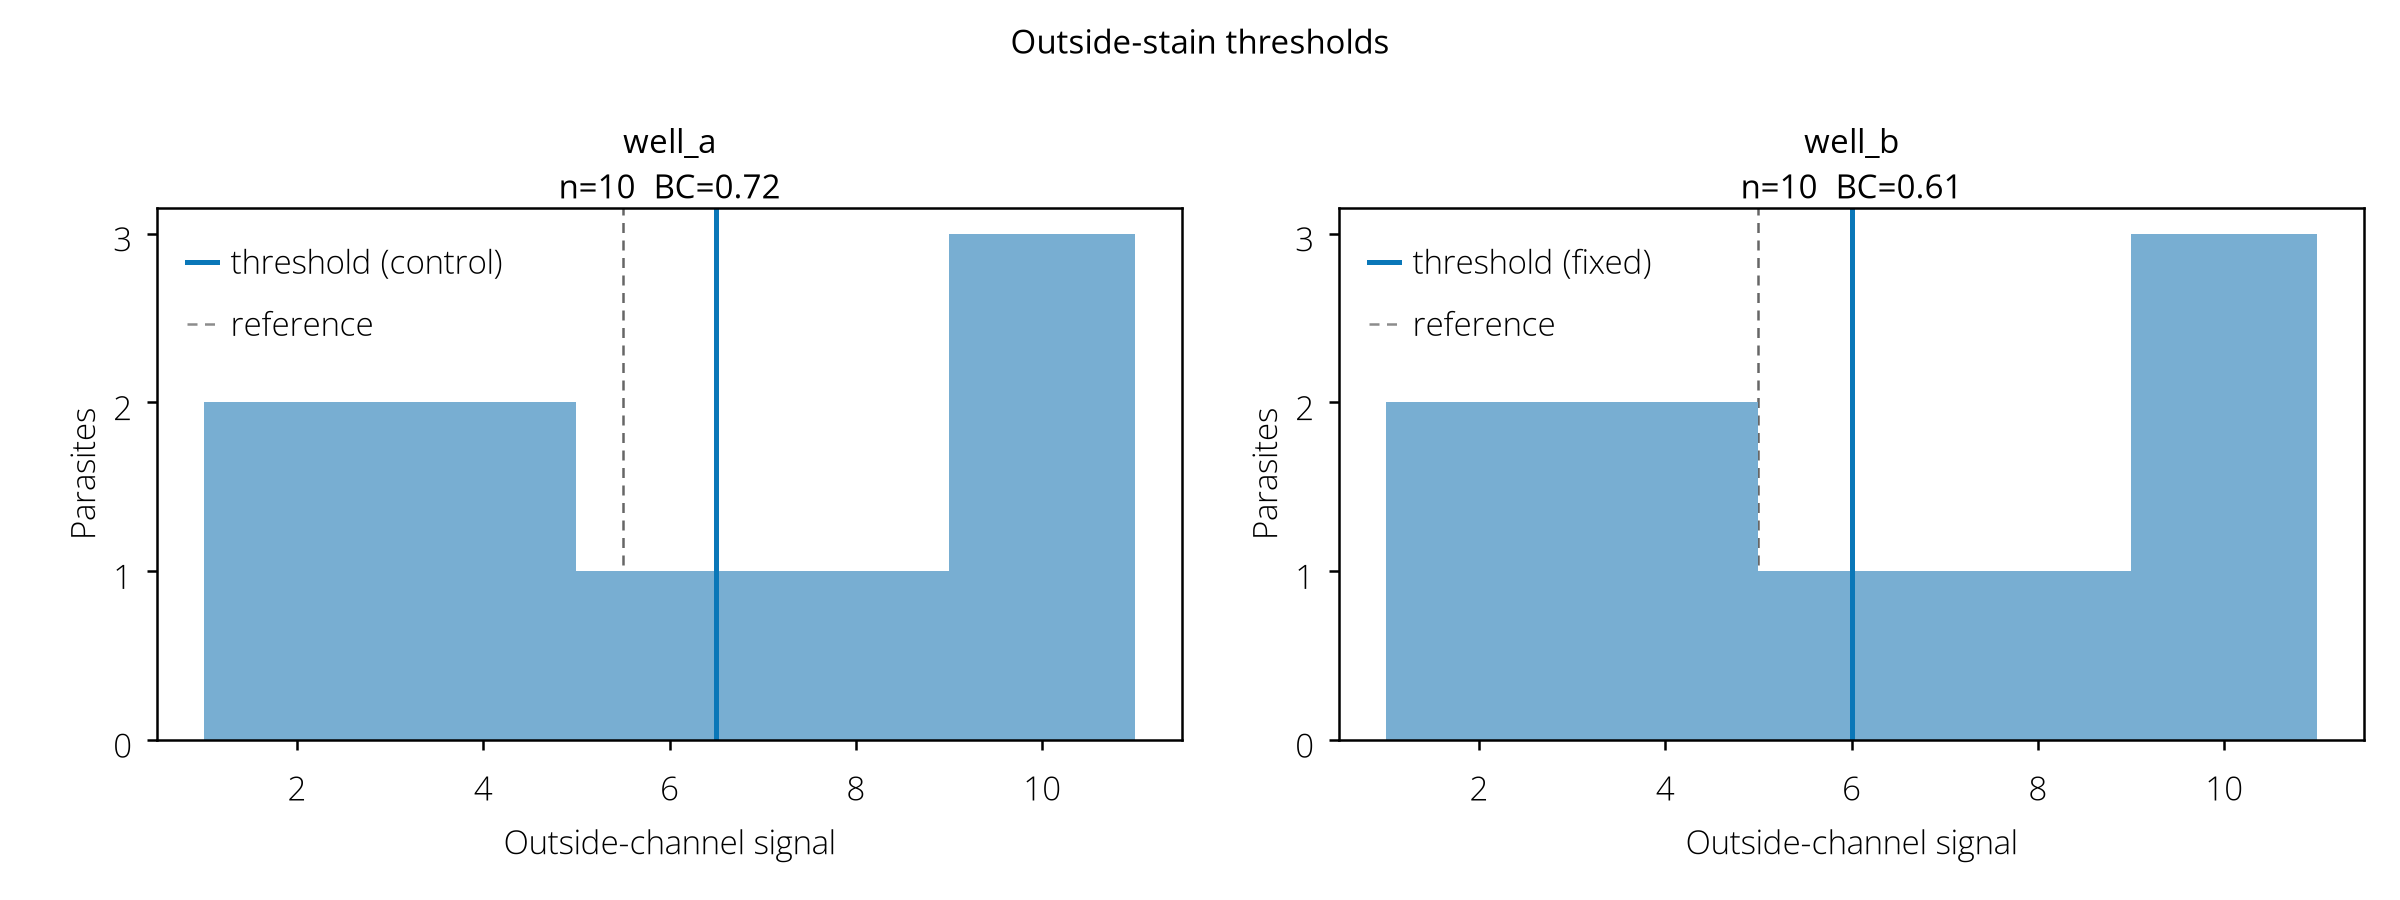 Outside-stain thresholds
well_a
n=10  BC=0.72
threshold (control)
reference
3
2
1
0
Parasites
2 4 6 8 10
Outside-channel signal
well_b
n=10  BC=0.61
threshold (fixed)
reference
3
2
1
0
Parasites
2 4 6 8 10
Outside-channel signal